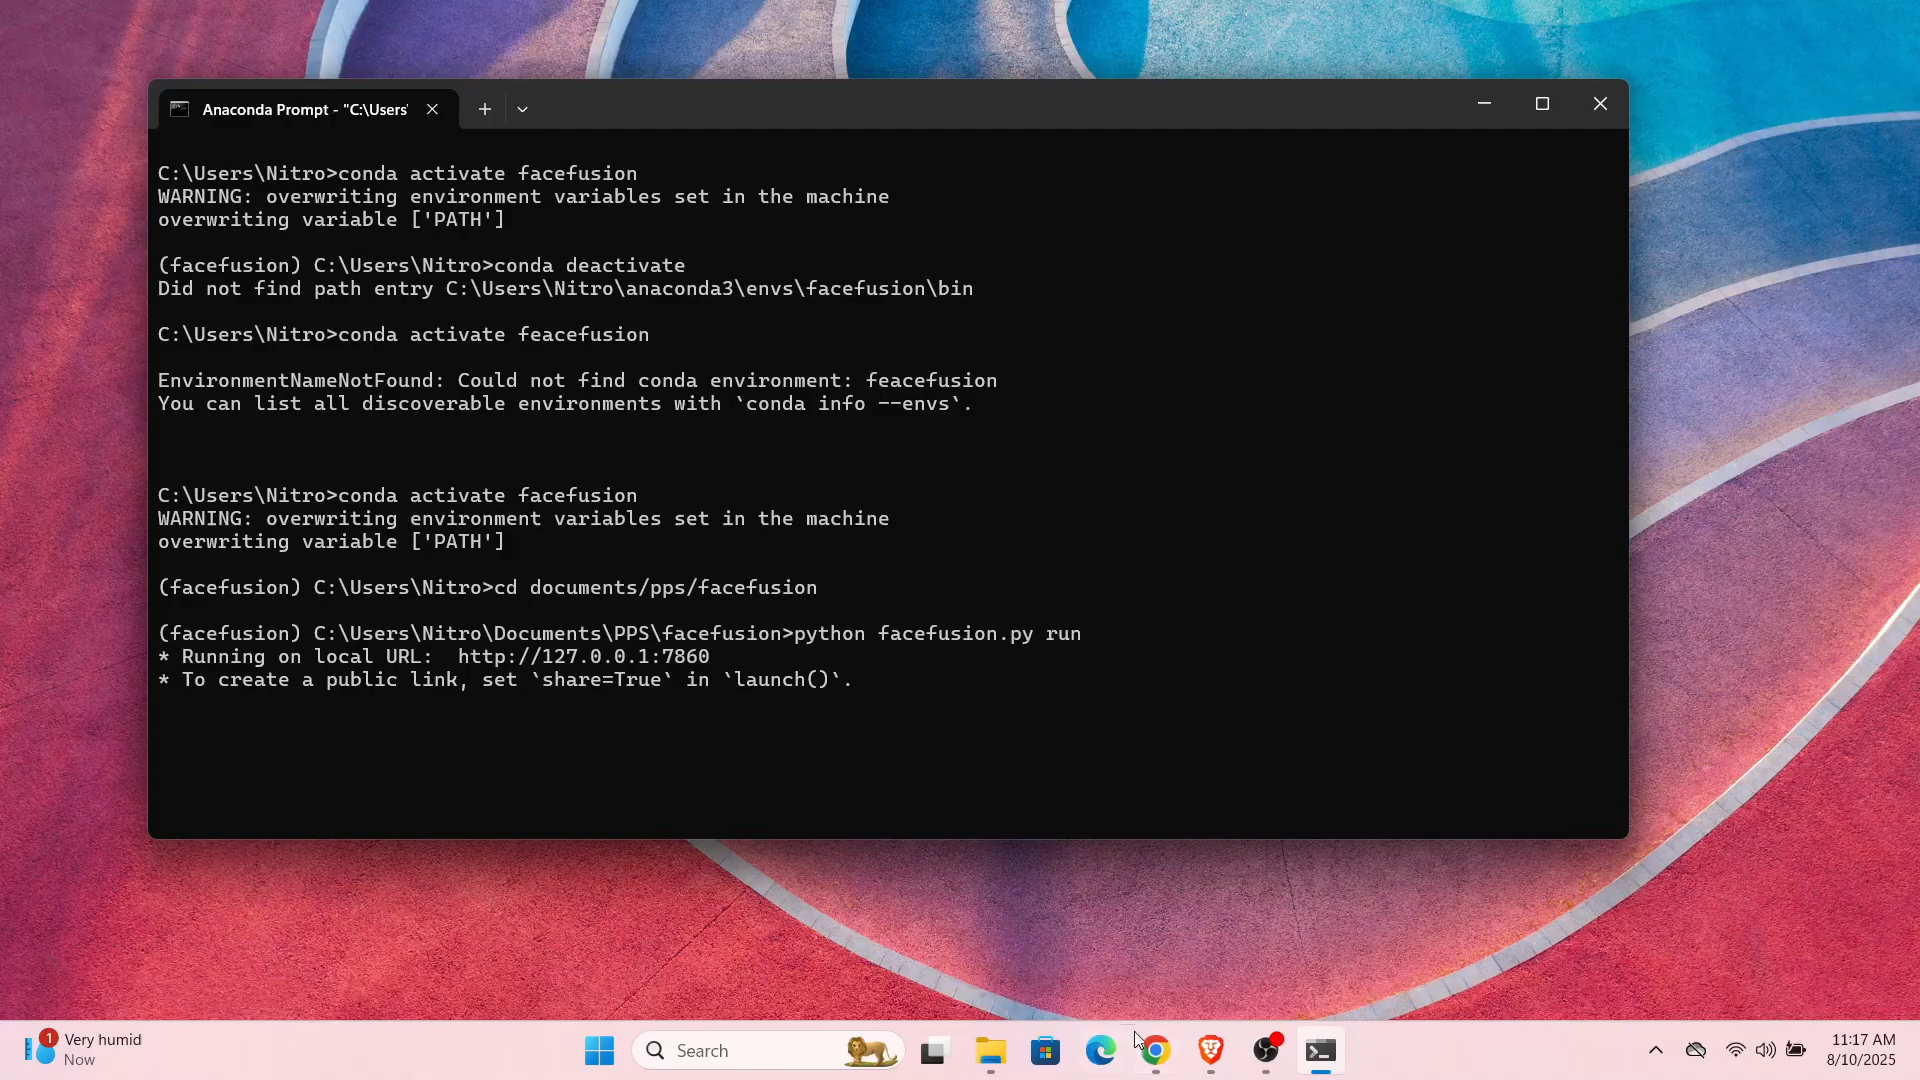 Anaconda Prompt - "C:\Users'
C:\Users\Nitro>conda activate facefusion
WARNING: overwriting environment variables set in the machine
overwriting variable ['PATH']
(facefusion) C:\Users\Nitro>conda deactivate
Did not find path entry C:\Users\Nitro\anaconda3\envs\facefusion\bin
C:\Users\Nitro>conda activate feacefusion
EnvironmentNameNotFound: Could not find conda environment: feacefusion
You can list all discoverable environments with `conda info --envs`.
C:\Users\Nitro>conda activate facefusion
WARNING: overwriting environment variables set in the machine
overwriting variable ['PATH']
(facefusion) C:\Users\Nitro>cd documents/pps/facefusion
(facefusion) C:\Users\Nitro\Documents\PPS\facefusion>python facefusion.py run
* Running on local URL:  http://127.0.0.1:7860
* To create a public link, set `share=True` in `launch()`.
1
Very humid
Now
Search
11:17 AM
8/10/2025